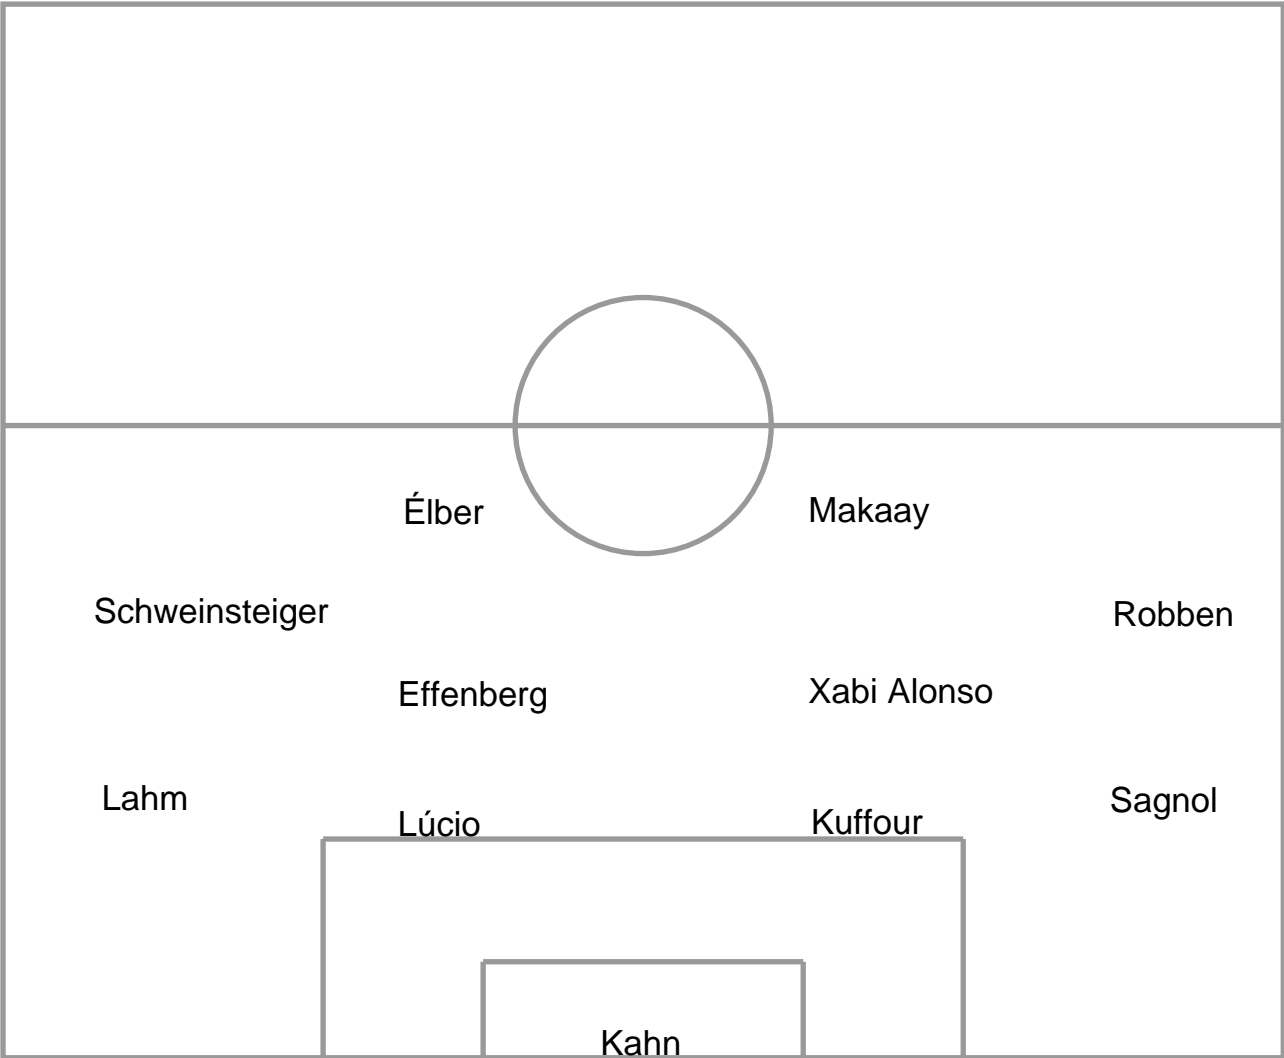 Élber
Makaay
Schweinsteiger
Robben
Effenberg
Xabi Alonso
Lahm
Sagnol
Lúcio
Kuffour
Kahn